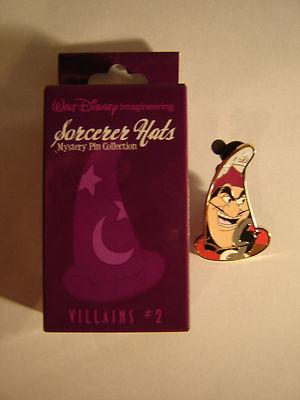 Walt Disney Imagineering
Sorcerer Hats
Mystery Pin Collection
VILLAINS #2